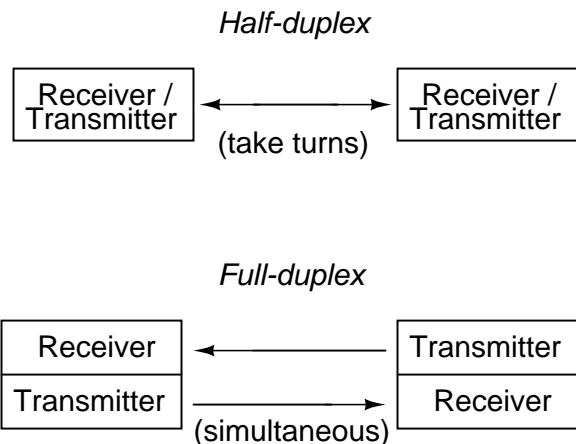 Half-duplex
Receiver /
Transmitter
Receiver /
Transmitter
(take turns)
Full-duplex
Receiver
Transmitter
Transmitter
Receiver
(simultaneous)